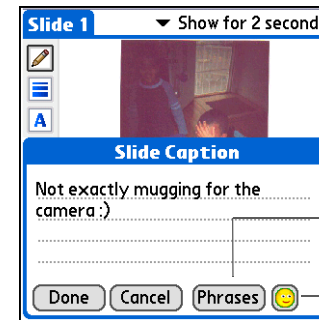 Slide 1
Show for 2 second
A
Slide Caption
Not exactly mugging for the
camera :)
Done Cancel Phrases